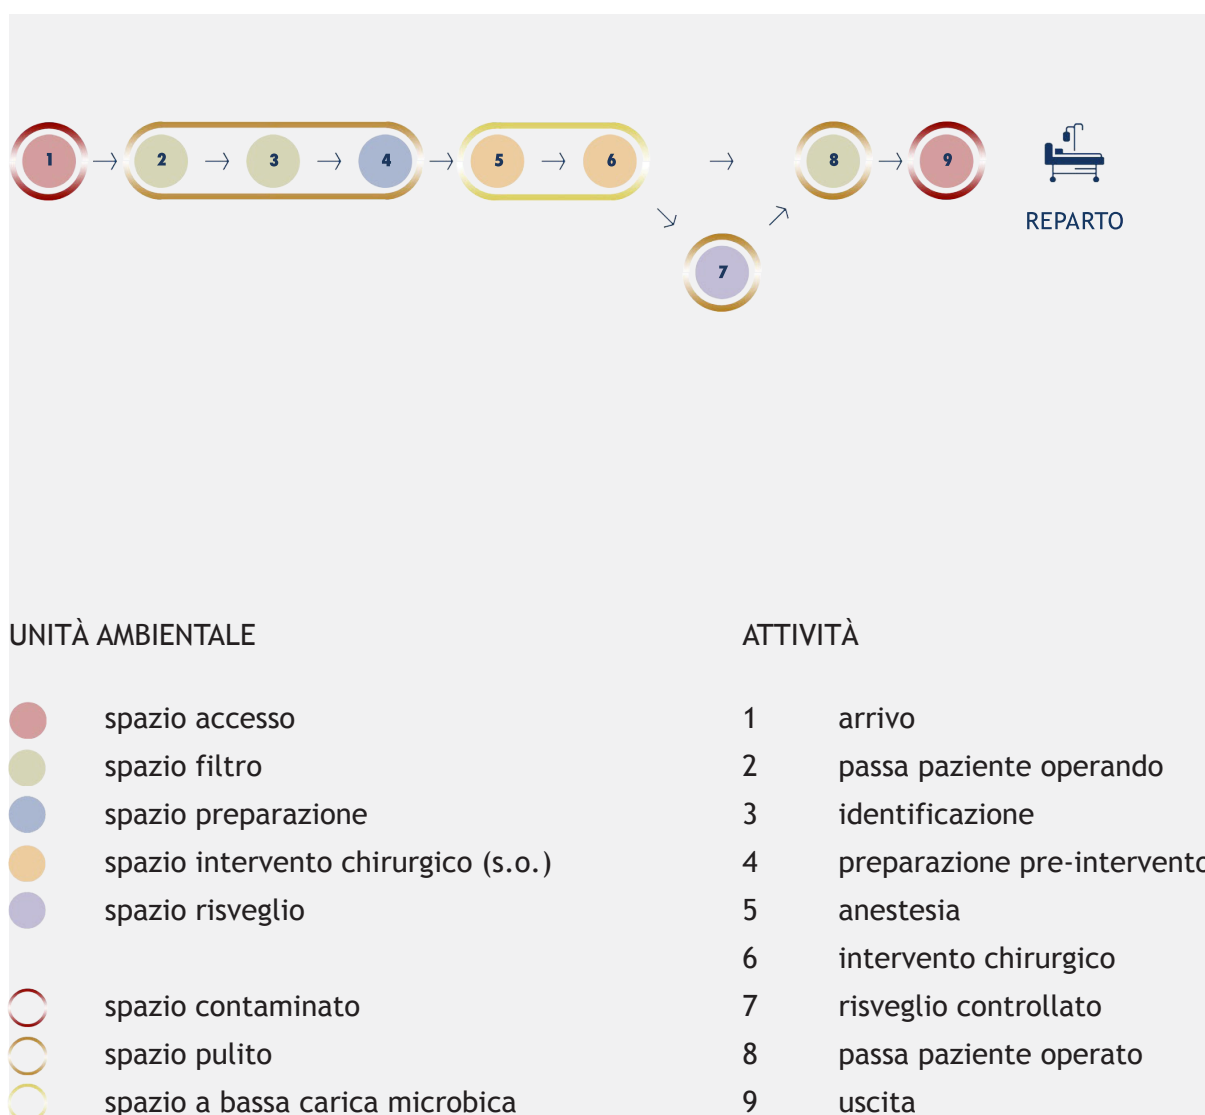 1 2 3 4 5 6 8 9
REPARTO
7
UNITÀ AMBIENTALE
spazio accesso
spazio filtro
spazio preparazione
spazio intervento chirurgico (s.o.)
spazio risveglio
spazio contaminato
spazio pulito
spazio a bassa carica microbica
ATTIVITÀ
1 arrivo
2 passa paziente operando
3 identificazione
4 preparazione pre-intervento
5 anestesia
6 intervento chirurgico
7 risveglio controllato
8 passa paziente operato
9 uscita